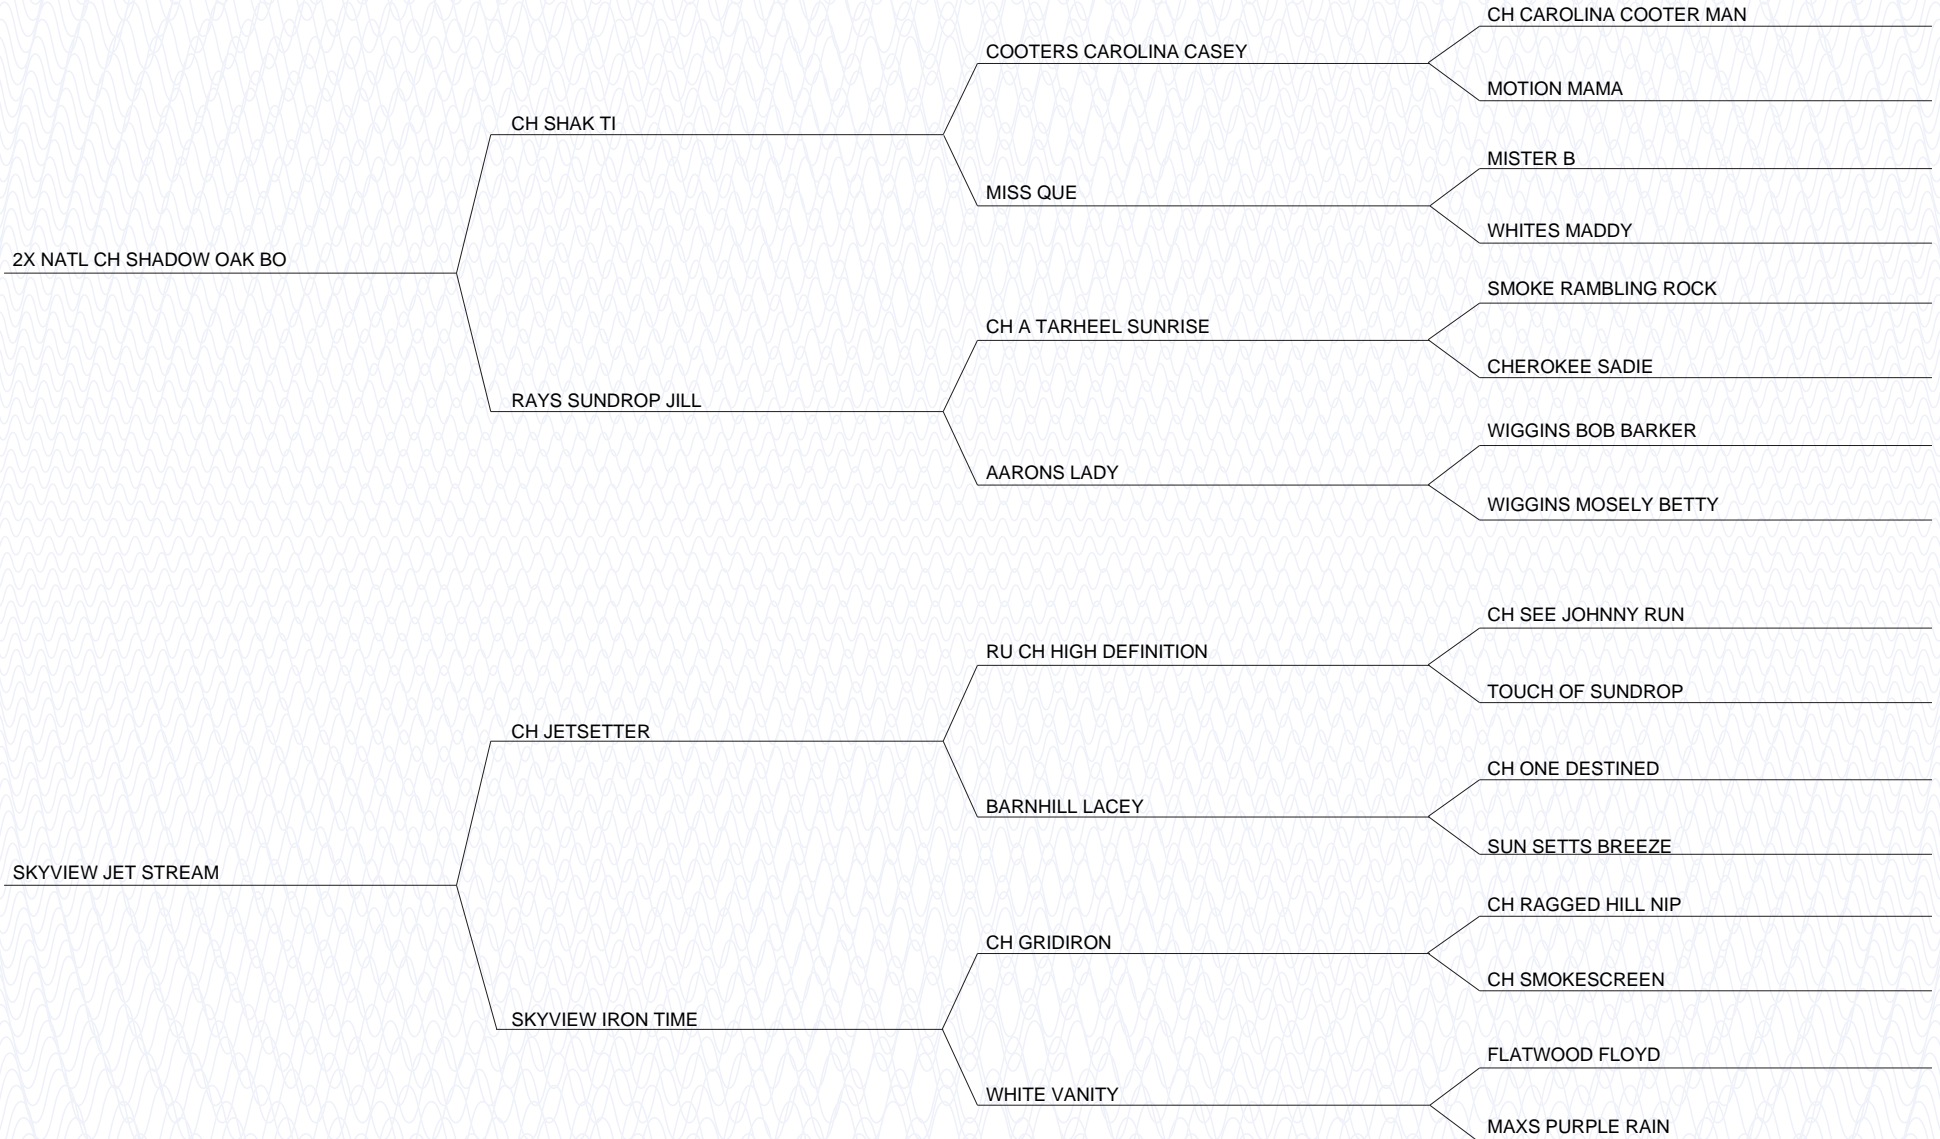 CH CAROLINA COOTER MAN
COOTERS CAROLINA CASEY
MOTION MAMA
CH SHAK TI
MISTER B
MISS QUE
WHITES MADDY
2X NATL CH SHADOW OAK BO
SMOKE RAMBLING ROCK
CH A TARHEEL SUNRISE
CHEROKEE SADIE
RAYS SUNDROP JILL
WIGGINS BOB BARKER
AARONS LADY
WIGGINS MOSELY BETTY
CH SEE JOHNNY RUN
RU CH HIGH DEFINITION
TOUCH OF SUNDROP
CH JETSETTER
CH ONE DESTINED
BARNHILL LACEY
SUN SETTS BREEZE
SKYVIEW JET STREAM
CH RAGGED HILL NIP
CH GRIDIRON
CH SMOKESCREEN
SKYVIEW IRON TIME
FLATWOOD FLOYD
WHITE VANITY
MAXS PURPLE RAIN